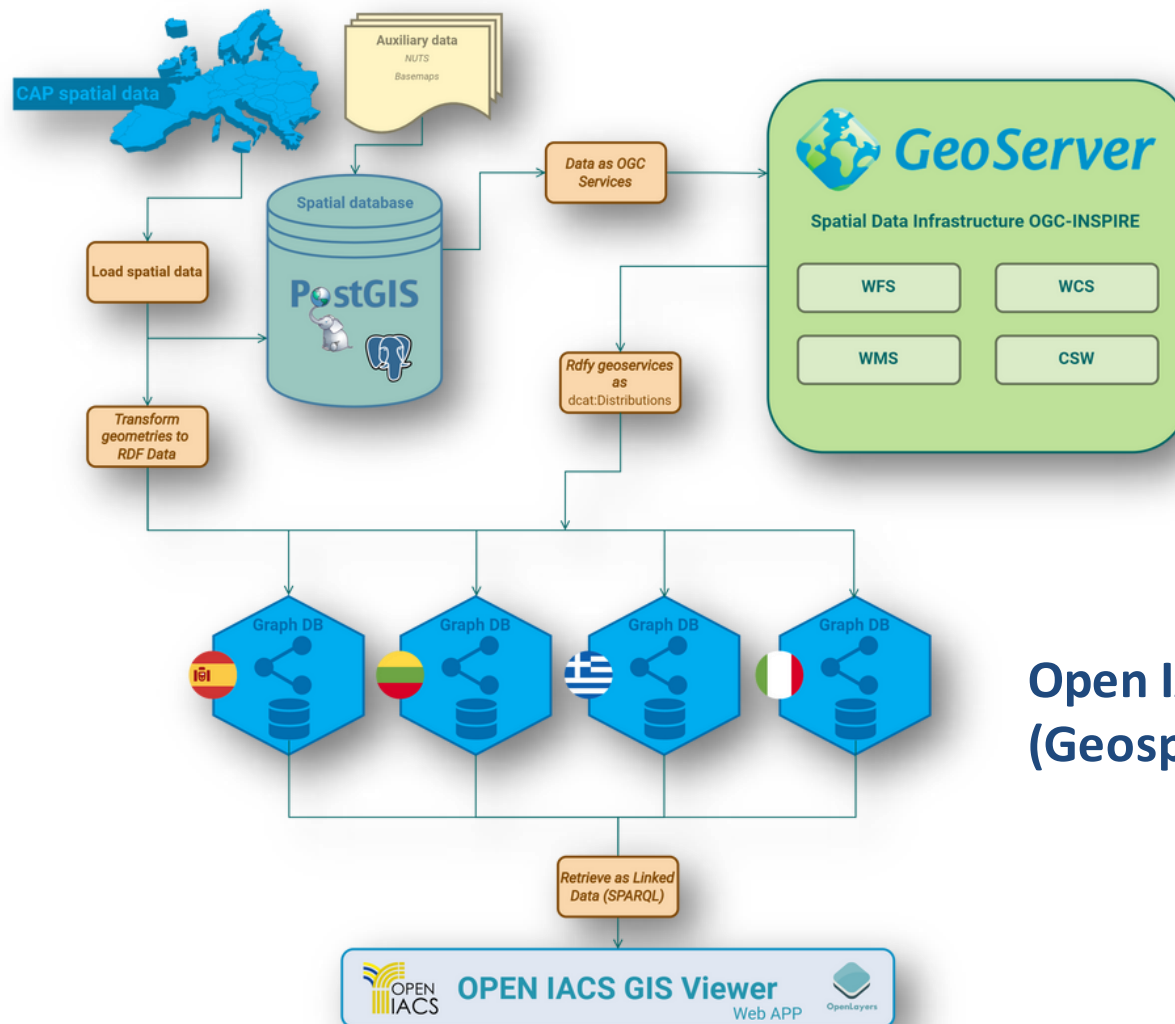 CAP spatial data
Auxiliary data
NUTS
Basemaps
Load spatial data
Spatial database
PostGIS
Data as OGC
Services
GeoServer
Spatial Data Infrastructure OGC-INSPIRE
WFS
WCS
WMS
CSW
Transform
geometries to
RDF Data
Rdfy geoservices
as
dcat:Distributions
Graph DB
Graph DB
Graph DB
Graph DB
Open I
(Geosp
Retrieve as Linked
Data (SPARQL)
OPEN
IACS
OPEN IACS GIS Viewer
Web APP
OpenLayers